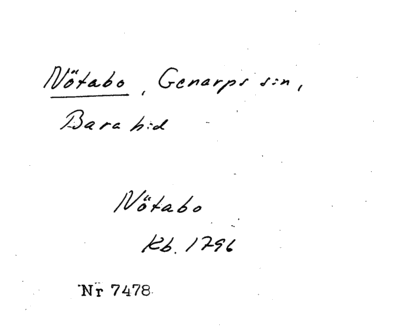 Nötabo, Genarps s:n,
Bara h:d
Nötabo
Kb. 1796
Nr 7478